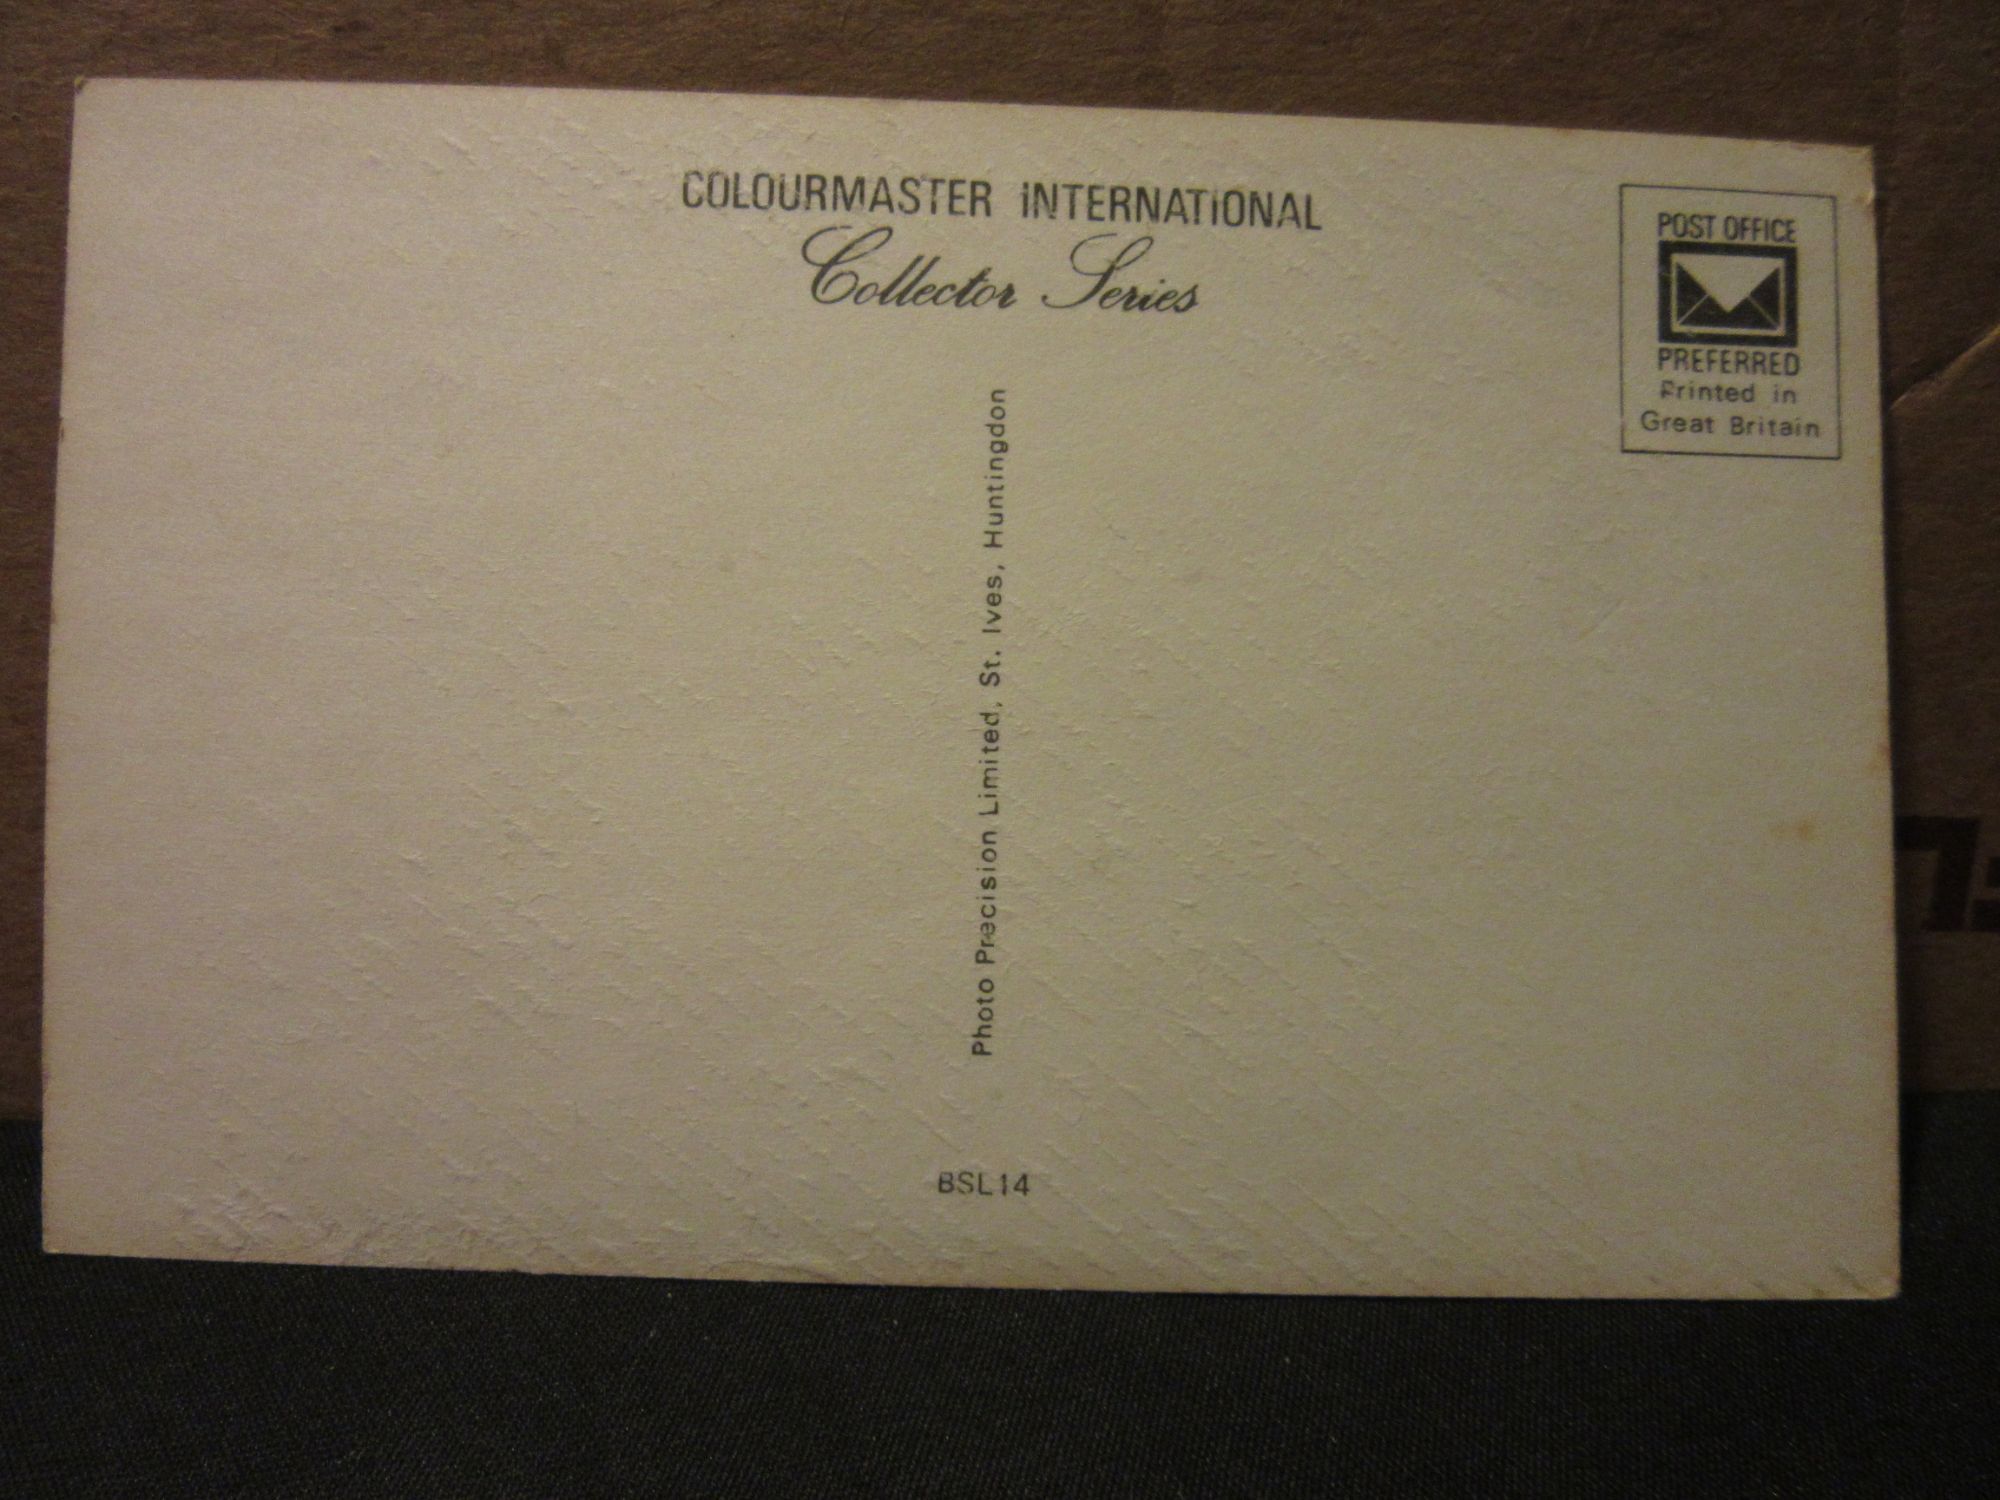 COLOURMASTER INTERNATIONAL
Collector Series
POST OFFICE
PREFERRED
Printed in
Great Britain
Photo Precision Limited, St. Ives, Huntingdon
BSL14